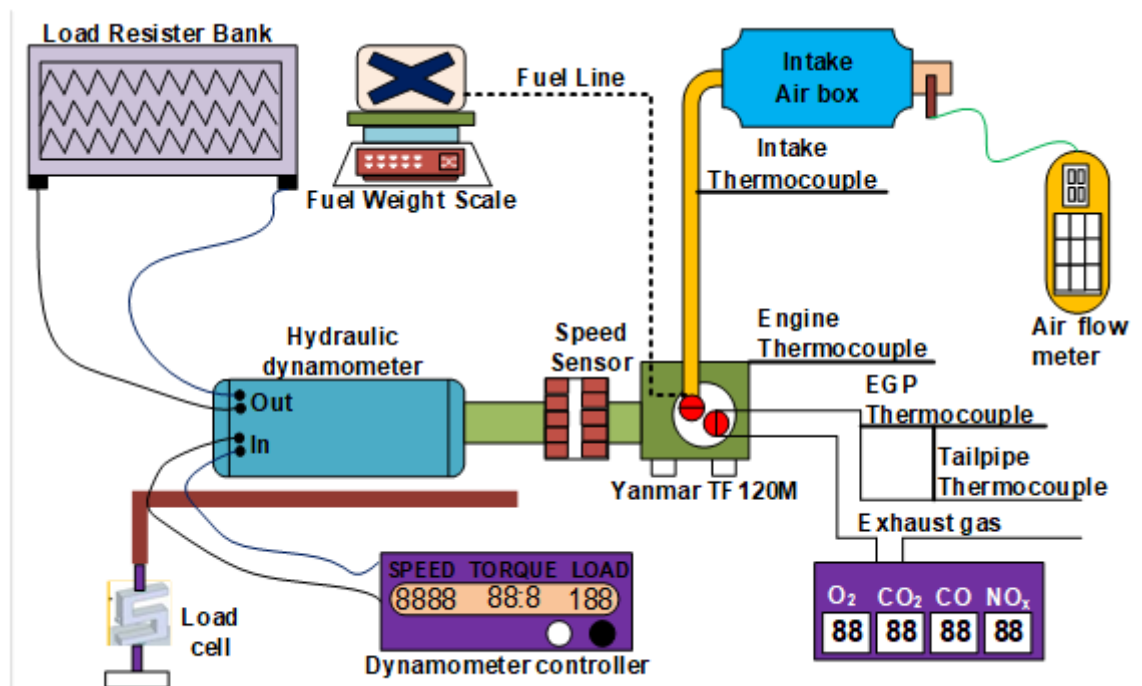 Load Resister Bank
Fuel Line
Fuel Weight Scale
Intake
Air box
Intake
Thermocouple
Air flow
meter
Hydraulic
dynamometer
Out
In
Speed
Sensor
Engine
Thermocouple
EGP
Thermocouple
Tailpipe
Thermocouple
Yanmar TF 120M
Exhaust gas
O₂ CO₂ CO NOₓ
88 88 88 88
SPEED TORQUE LOAD
8888 88:8 188
Dynamometer controller
Load
cell